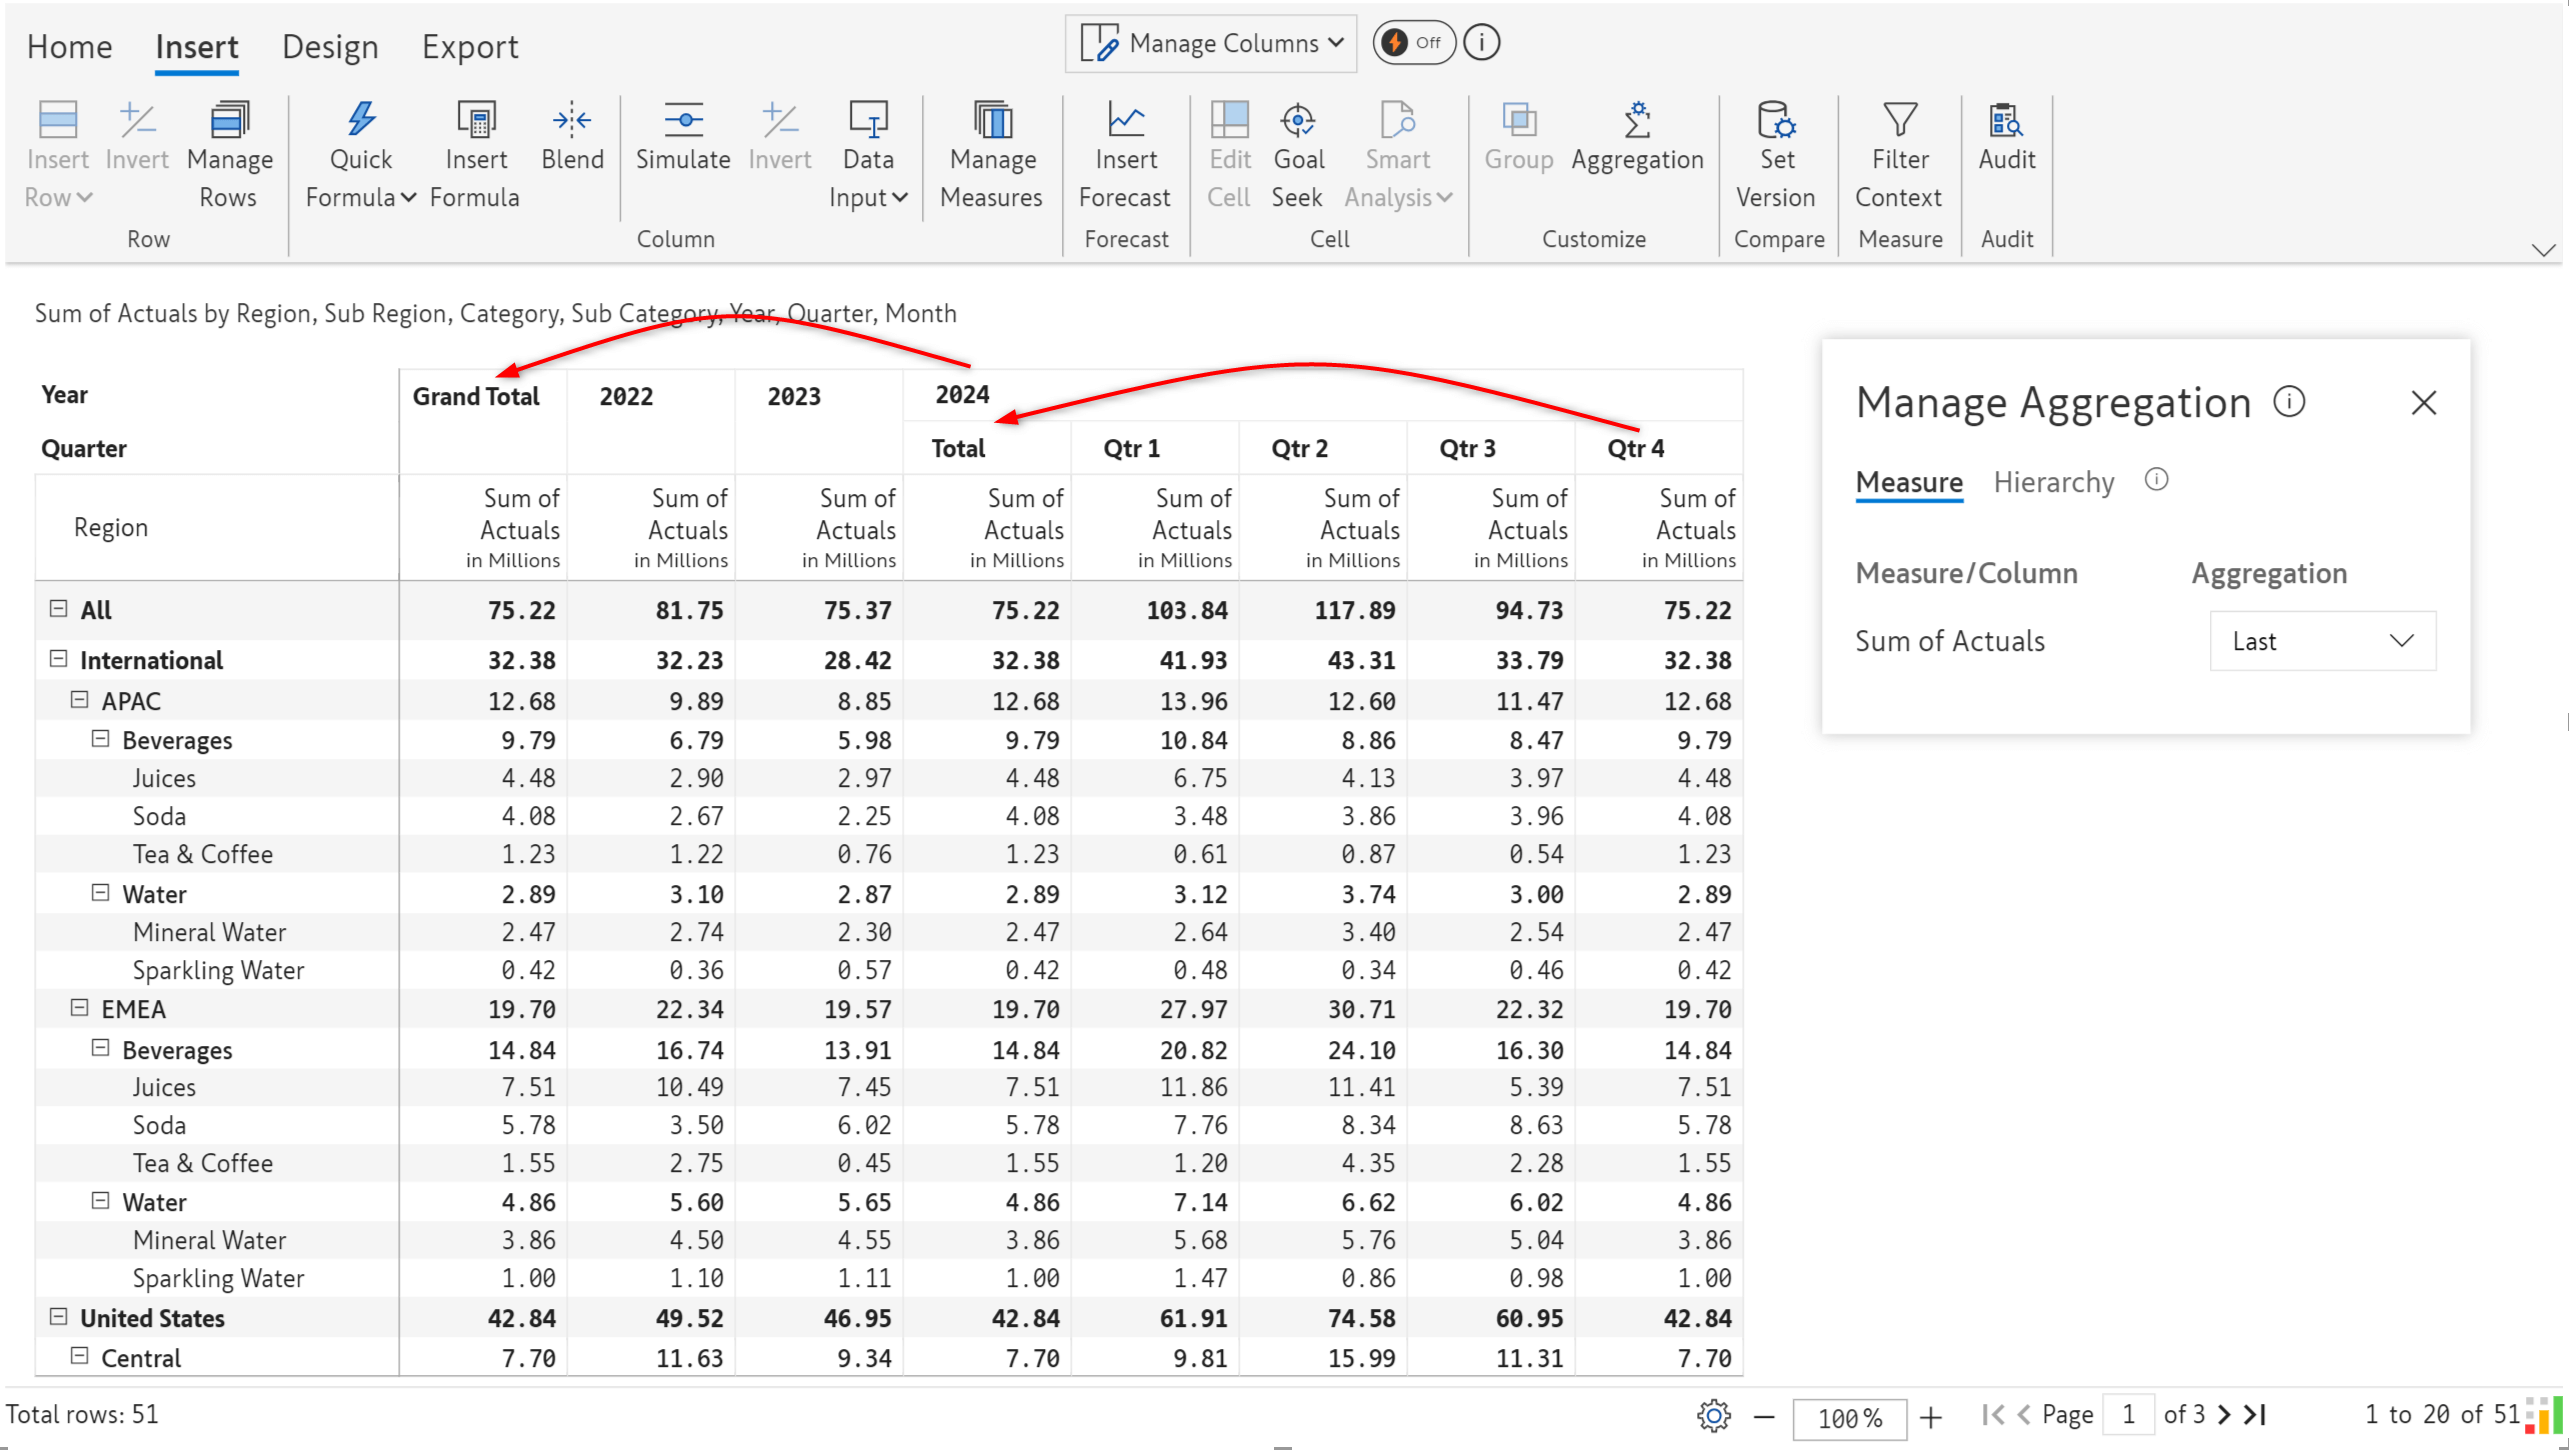 Home Insert Design Export Manage Columns Off
Insert Row Invert Manage Rows Quick Formula Insert Formula Blend Simulate Invert Data Input Manage Measures Insert Forecast Edit Cell Goal Seek Smart Analysis Group Aggregation Set Version Filter Context Audit
Row Column Forecast Cell Customize Compare Measure Audit
Sum of Actuals by Region, Sub Region, Category, Sub Category, Year, Quarter, Month
Year Grand Total 2022 2023 2024
Quarter Total Qtr 1 Qtr 2 Qtr 3 Qtr 4
Region
Sum of Sum of Sum of Sum of Sum of Sum of Sum of Sum of
Actuals Actuals Actuals Actuals Actuals Actuals Actuals Actuals
in Millions in Millions in Millions in Millions in Millions in Millions in Millions in Millions
All 75.22 81.75 75.37 75.22 103.84 117.89 94.73 75.22
International 32.38 32.23 28.42 32.38 41.93 43.31 33.79 32.38
APAC 12.68 9.89 8.85 12.68 13.96 12.60 11.47 12.68
Beverages 9.79 6.79 5.98 9.79 10.84 8.86 8.47 9.79
Juices 4.48 2.90 2.97 4.48 6.75 4.13 3.97 4.48
Soda 4.08 2.67 2.25 4.08 3.48 3.86 3.96 4.08
Tea & Coffee 1.23 1.22 0.76 1.23 0.61 0.87 0.54 1.23
Water 2.89 3.10 2.87 2.89 3.12 3.74 3.00 2.89
Mineral Water 2.47 2.74 2.30 2.47 2.64 3.40 2.54 2.47
Sparkling Water 0.42 0.36 0.57 0.42 0.48 0.34 0.46 0.42
EMEA 19.70 22.34 19.57 19.70 27.97 30.71 22.32 19.70
Beverages 14.84 16.74 13.91 14.84 20.82 24.10 16.30 14.84
Juices 7.51 10.49 7.45 7.51 11.86 11.41 5.39 7.51
Soda 5.78 3.50 6.02 5.78 7.76 8.34 8.63 5.78
Tea & Coffee 1.55 2.75 0.45 1.55 1.20 4.35 2.28 1.55
Water 4.86 5.60 5.65 4.86 7.14 6.62 6.02 4.86
Mineral Water 3.86 4.50 4.55 3.86 5.68 5.76 5.04 3.86
Sparkling Water 1.00 1.10 1.11 1.00 1.47 0.86 0.98 1.00
United States 42.84 49.52 46.95 42.84 61.91 74.58 60.95 42.84
Central 7.70 11.63 9.34 7.70 9.81 15.99 11.31 7.70
Manage Aggregation
Measure Hierarchy
Measure/Column Aggregation
Sum of Actuals Last
Total rows: 51 100% Page 1 of 3 1 to 20 of 51